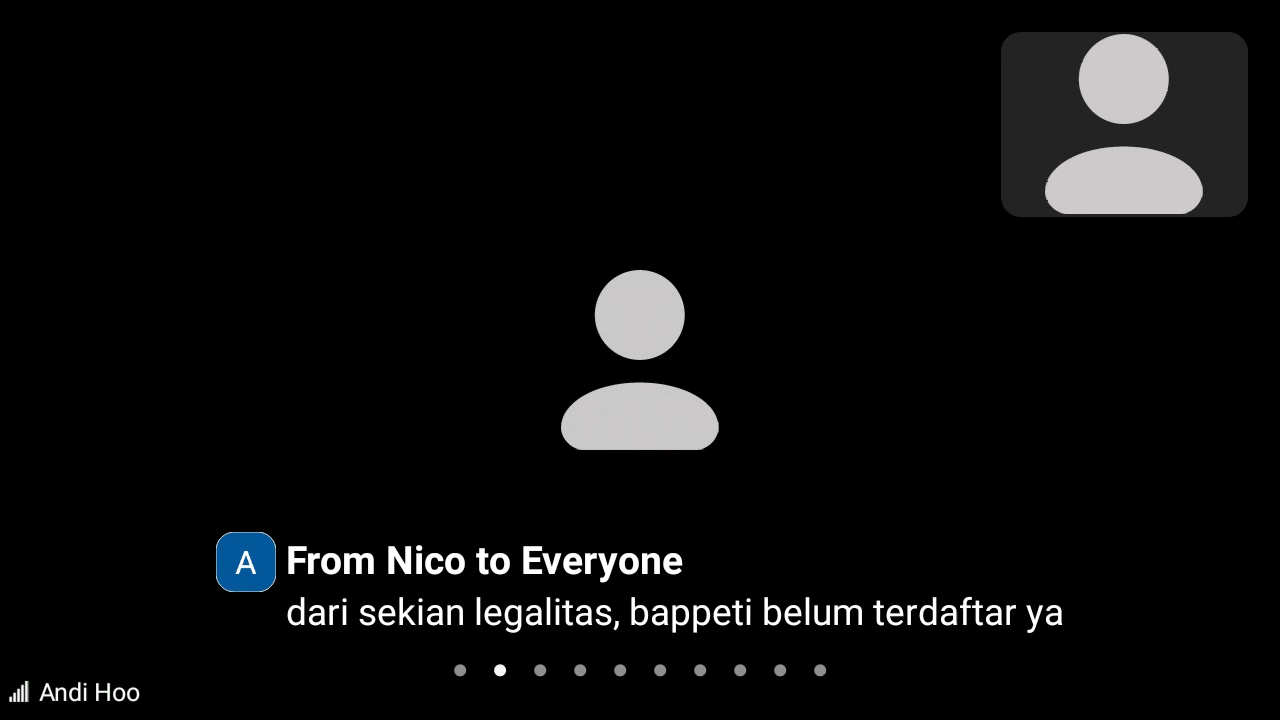 A
From Nico to Everyone
dari sekian legalitas, bappeti belum terdaftar ya
Andi Hoo